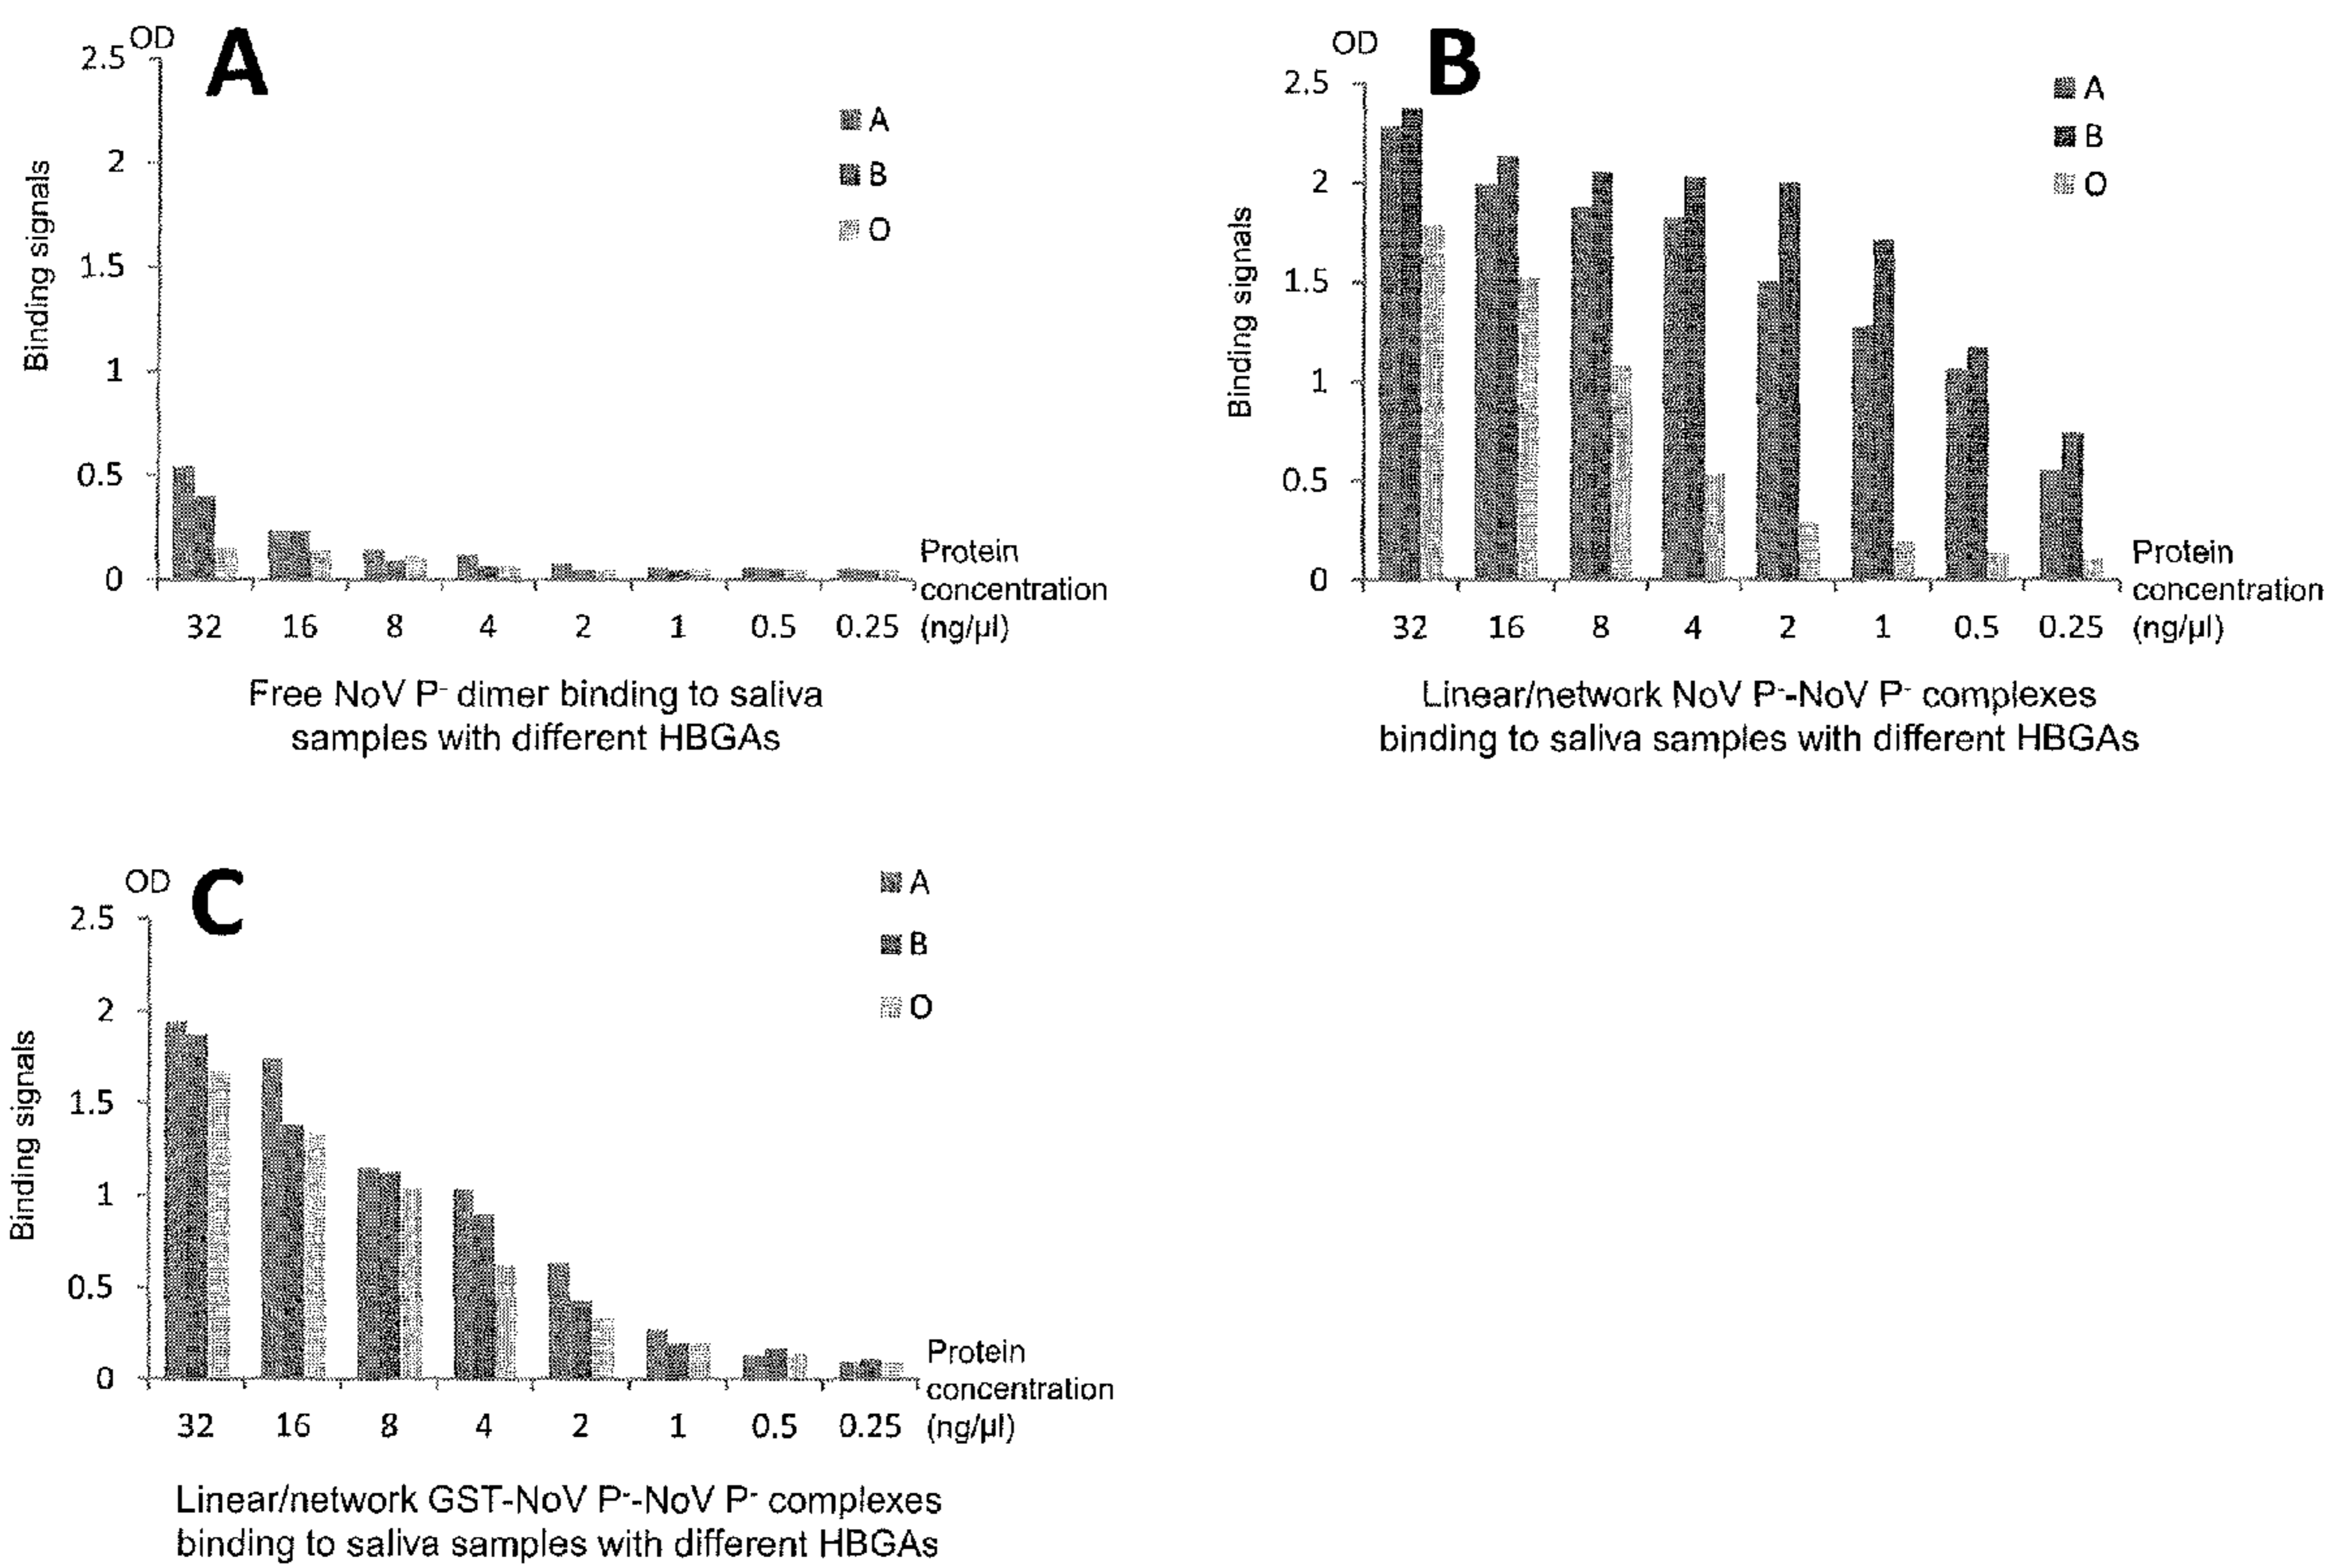 OD
A
2.5
2
1.5
1
0.5
0
Binding signals
A
B
O
32 16 8 4 2 1 0.5 0.25
Protein
concentration
(ng/µl)
Free NoV P- dimer binding to saliva
samples with different HBGAs
OD
B
2.5
2
1.5
1
0.5
0
Binding signals
A
B
O
32 16 8 4 2 1 0.5 0.25
Protein
concentration
(ng/µl)
Linear/network NoV P--NoV P- complexes
binding to saliva samples with different HBGAs
OD
C
2.5
2
1.5
1
0.5
0
Binding signals
A
B
O
32 16 8 4 2 1 0.5 0.25
Protein
concentration
(ng/µl)
Linear/network GST-NoV P--NoV P- complexes
binding to saliva samples with different HBGAs